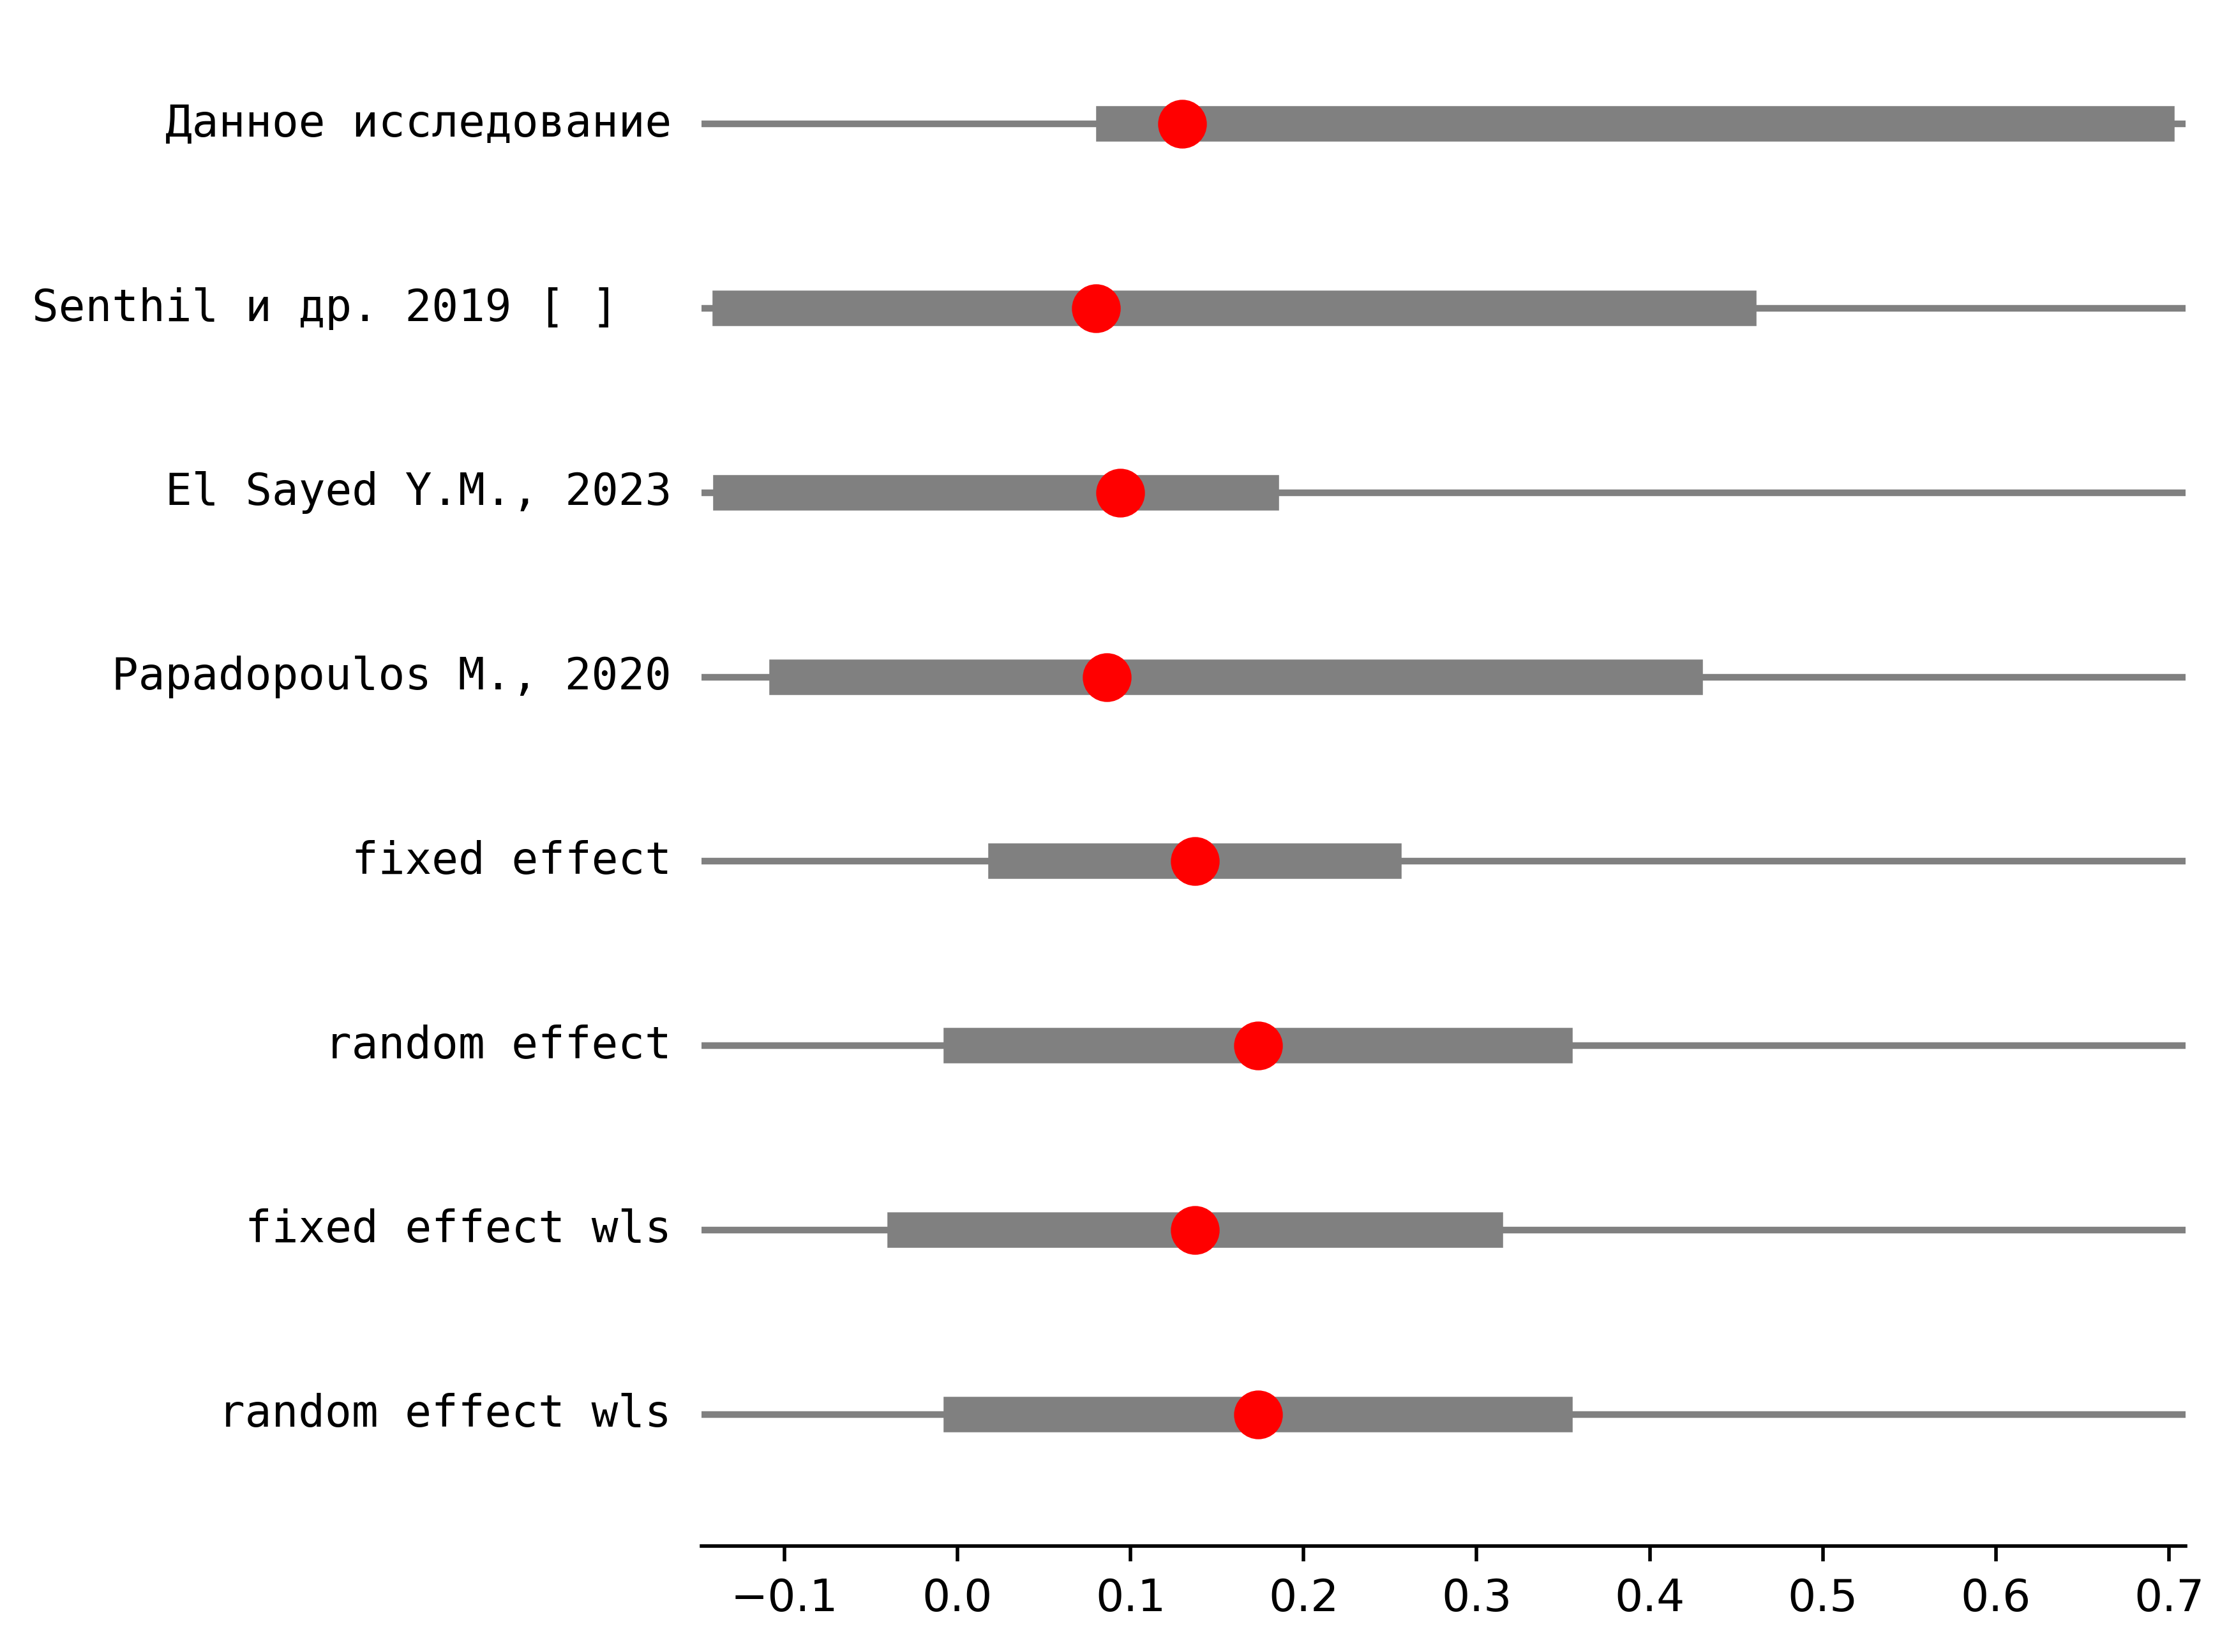 Данное исследование
Senthil и др. 2019 [ ]
El Sayed Y.M., 2023
Papadopoulos M., 2020
fixed effect
random effect
fixed effect wls
random effect wls
−0.1 0.0 0.1 0.2 0.3 0.4 0.5 0.6 0.7